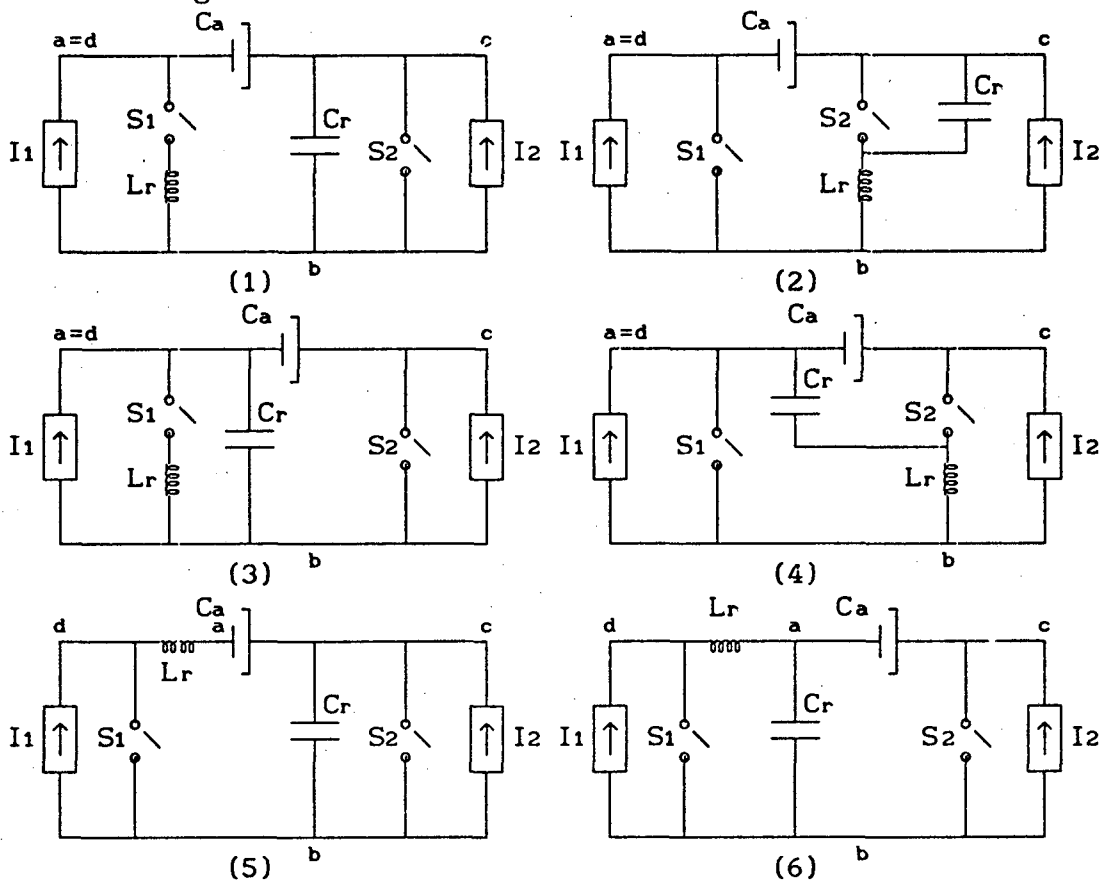 Ca
a=d c
S1 Cr S2
I1 I2
Lr
b
(1)
Ca
a=d c
Cr
S1 S2
I1 I2
Lr
b
(2)
Ca
a=d c
S1 Cr
I1 S2 I2
Lr
b
(3)
Ca
a=d c
Cr
S2
I1 S1 I2
Lr
b
(4)
Ca
d a c
Lr
Cr
I1 S1 S2 I2
b
(5)
Lr Ca
d a c
Cr
I1 S1 S2 I2
b
(6)